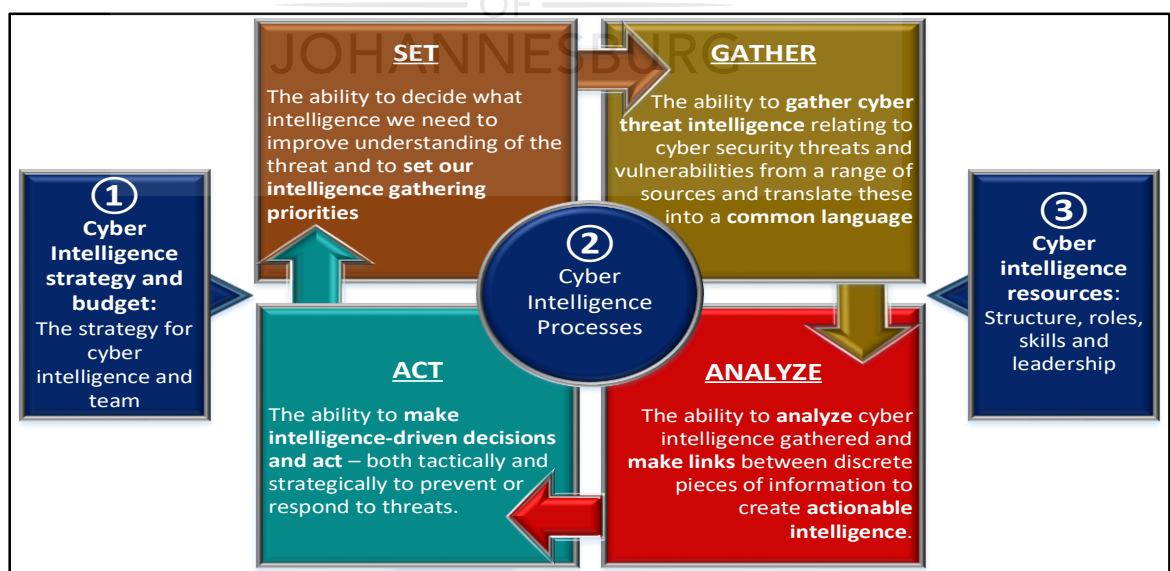 OF
JOHANNESBURG
SET
The ability to decide what
intelligence we need to
improve understanding of the
threat and to set our
intelligence gathering
priorities
GATHER
The ability to gather cyber
threat intelligence relating to
cyber security threats and
vulnerabilities from a range of
sources and translate these
into a common language
1
Cyber
Intelligence
strategy and
budget:
The strategy for
cyber
intelligence and
team
2
Cyber
Intelligence
Processes
3
Cyber
intelligence
resources:
Structure, roles,
skills and
leadership
ACT
The ability to make
intelligence-driven decisions
and act – both tactically and
strategically to prevent or
respond to threats.
ANALYZE
The ability to analyze cyber
intelligence gathered and
make links between discrete
pieces of information to
create actionable
intelligence.